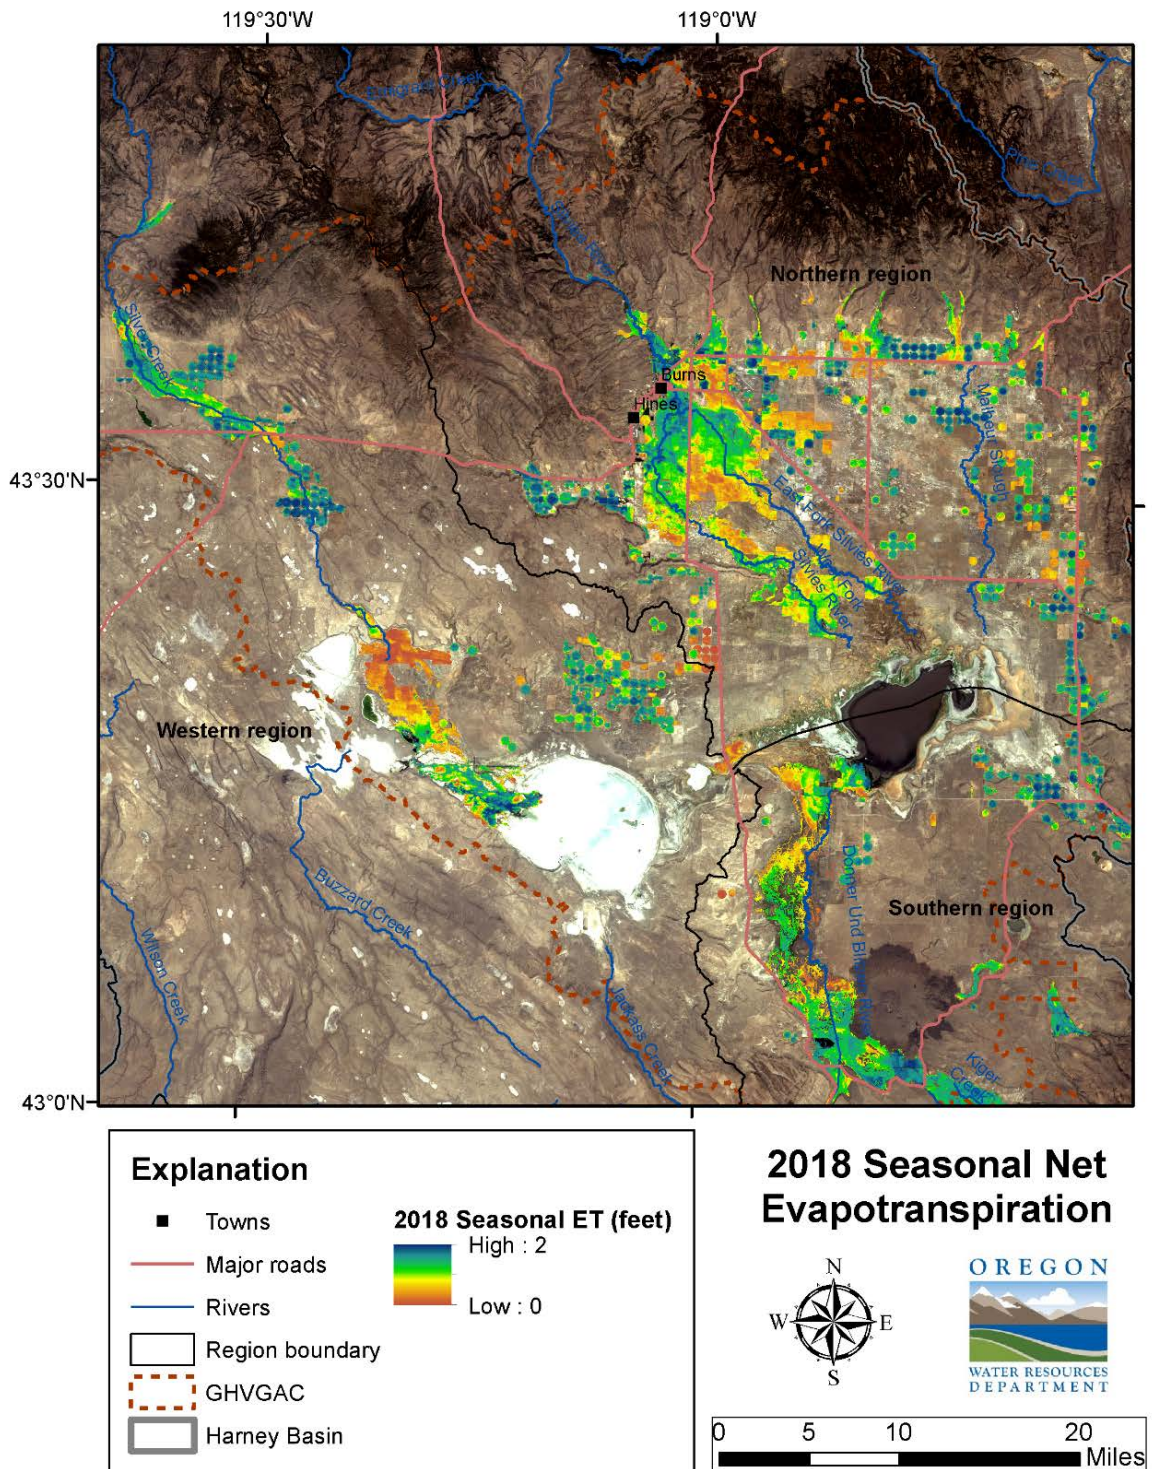 119°30'W
119°0'W
Emigrant Creek
Pine Creek
Silvies River
Northern region
Silver Creek
Burns
Hines
Malheur Slough
43°30'N
East Fork Silvies River
West Fork
Silvies River
Western region
Donner Und Blitzen River
Southern region
Buzzard Creek
Wilson Creek
Jackass Creek
Kiger
Creek
43°0'N
Explanation
Towns
Major roads
Rivers
Region boundary
GHVGAC
Harney Basin
2018 Seasonal ET (feet)
High : 2
Low : 0
2018 Seasonal Net
Evapotranspiration
N
W
E
S
OREGON
WATER RESOURCES
DEPARTMENT
0 5 10 20
Miles